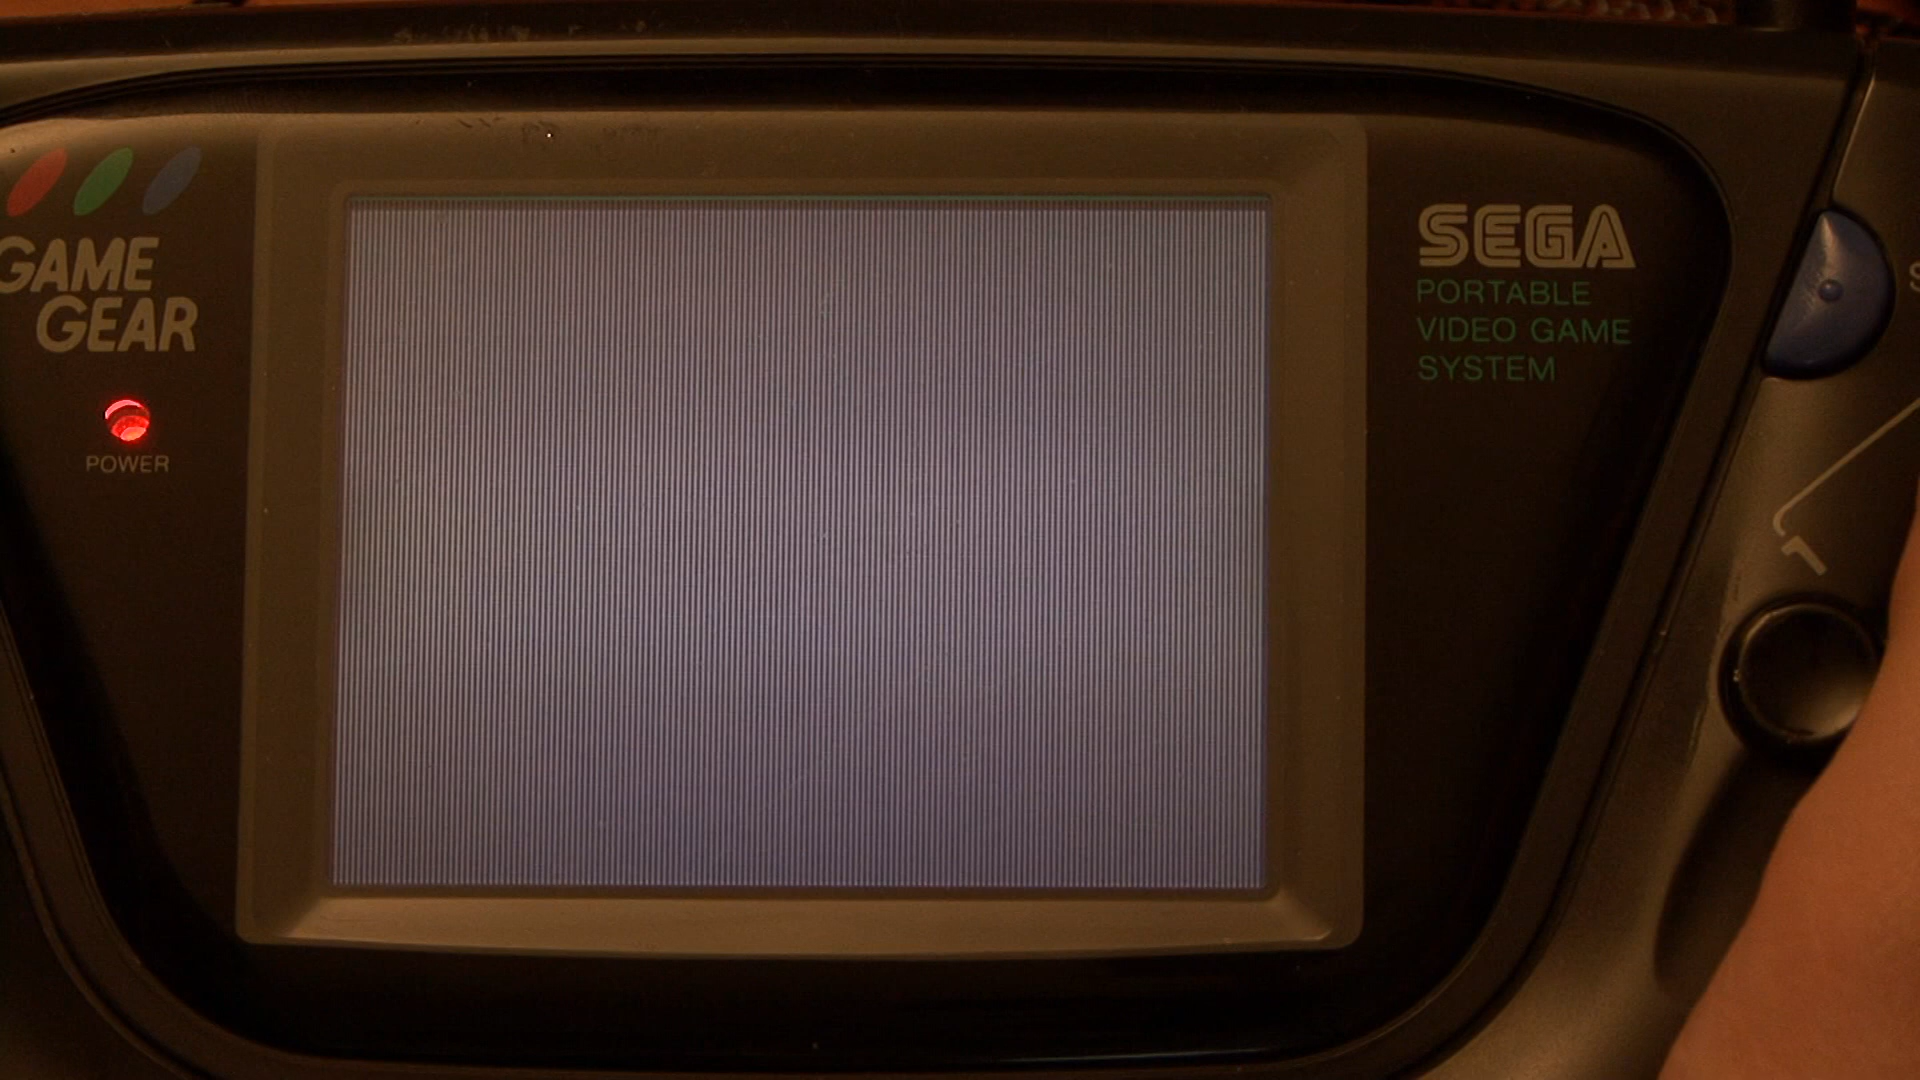 GAME
GEAR
POWER
SEGA
PORTABLE
VIDEO GAME
SYSTEM
S